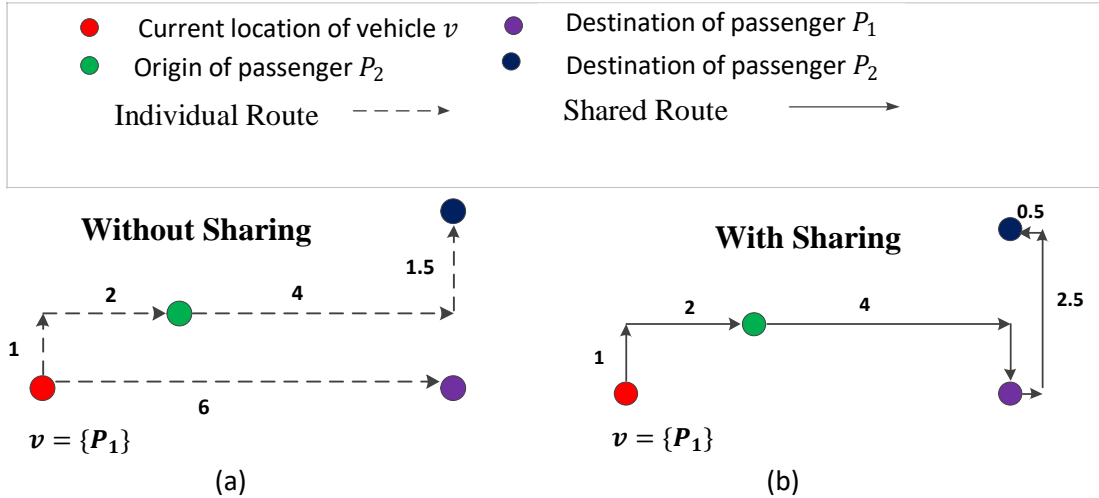 Current location of vehicle 𝑣
Destination of passenger 𝑃₁
Origin of passenger 𝑃₂
Destination of passenger 𝑃₂
Individual Route
Shared Route
Without Sharing
With Sharing
0.5
1.5
2
4
2
4
2.5
1
1
6
𝒗 = {𝑷₁}
𝒗 = {𝑷₁}
(a)
(b)